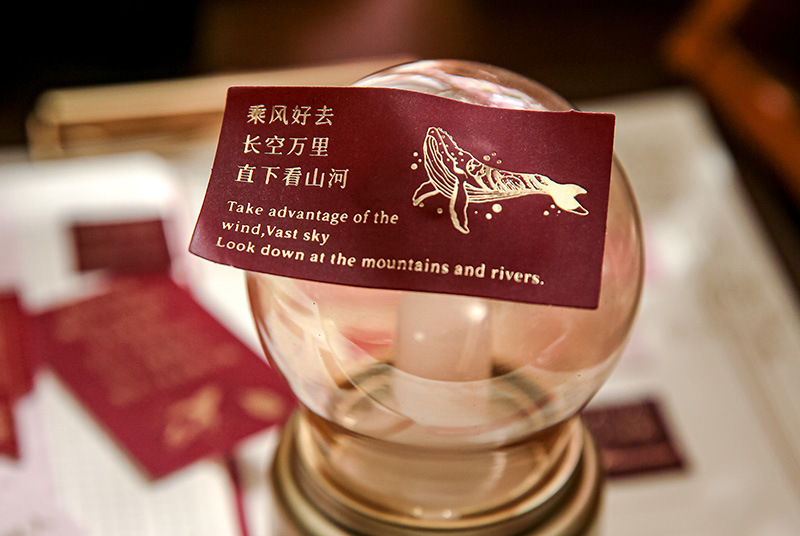 乘风好去
长空万里
直下看山河
Take advantage of the
wind,Vast sky
Look down at the mountains and rivers.